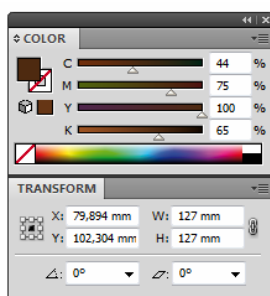 COLOR
C 44 %
M 75 %
Y 100 %
K 65 %
TRANSFORM
X: 79,894 mm W: 127 mm
Y: 102,304 mm H: 127 mm
0° 0°